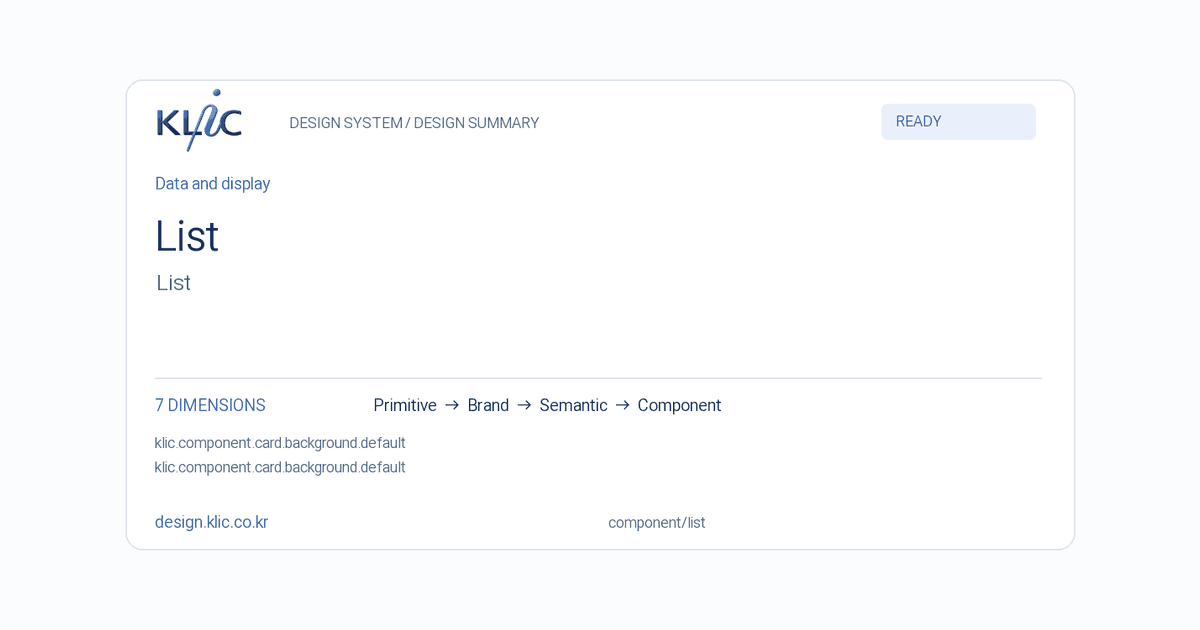 KLiC
DESIGN SYSTEM / DESIGN SUMMARY
READY
Data and display
List
List
7 DIMENSIONS
Primitive → Brand → Semantic → Component
klic.component.card.background.default
klic.component.card.background.default
design.klic.co.kr
component/list